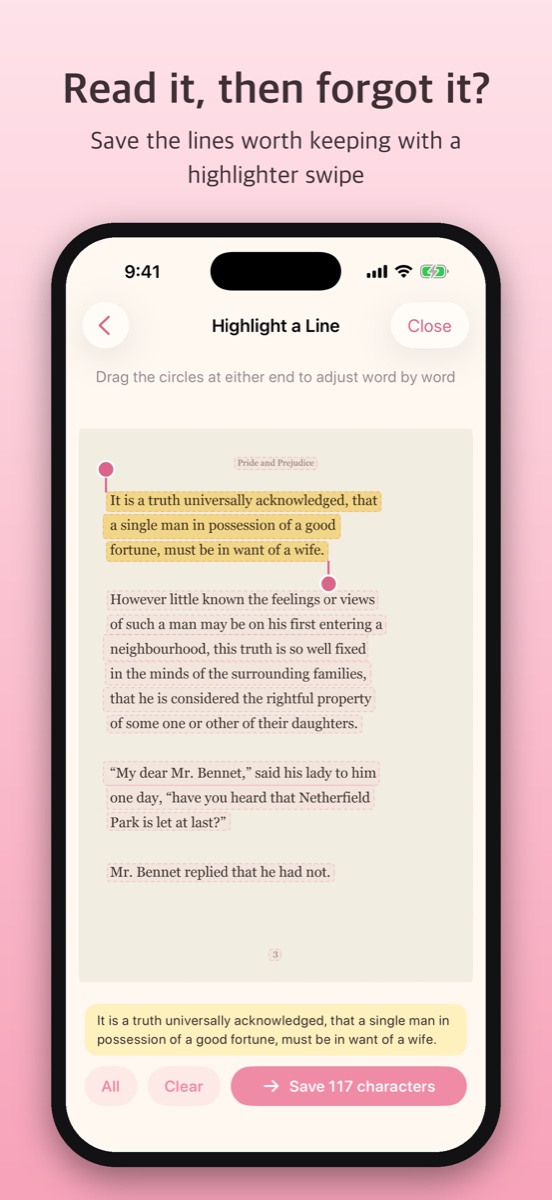 Read it, then forgot it?
Save the lines worth keeping with a
highlighter swipe
9:41
Highlight a Line
Close
Drag the circles at either end to adjust word by word
Pride and Prejudice
It is a truth universally acknowledged, that
a single man in possession of a good
fortune, must be in want of a wife.
However little known the feelings or views
of such a man may be on his first entering a
neighbourhood, this truth is so well fixed
in the minds of the surrounding families,
that he is considered the rightful property
of some one or other of their daughters.
“My dear Mr. Bennet,” said his lady to him
one day, “have you heard that Netherfield
Park is let at last?”
Mr. Bennet replied that he had not.
3
It is a truth universally acknowledged, that a single man in
possession of a good fortune, must be in want of a wife.
All
Clear
→ Save 117 characters